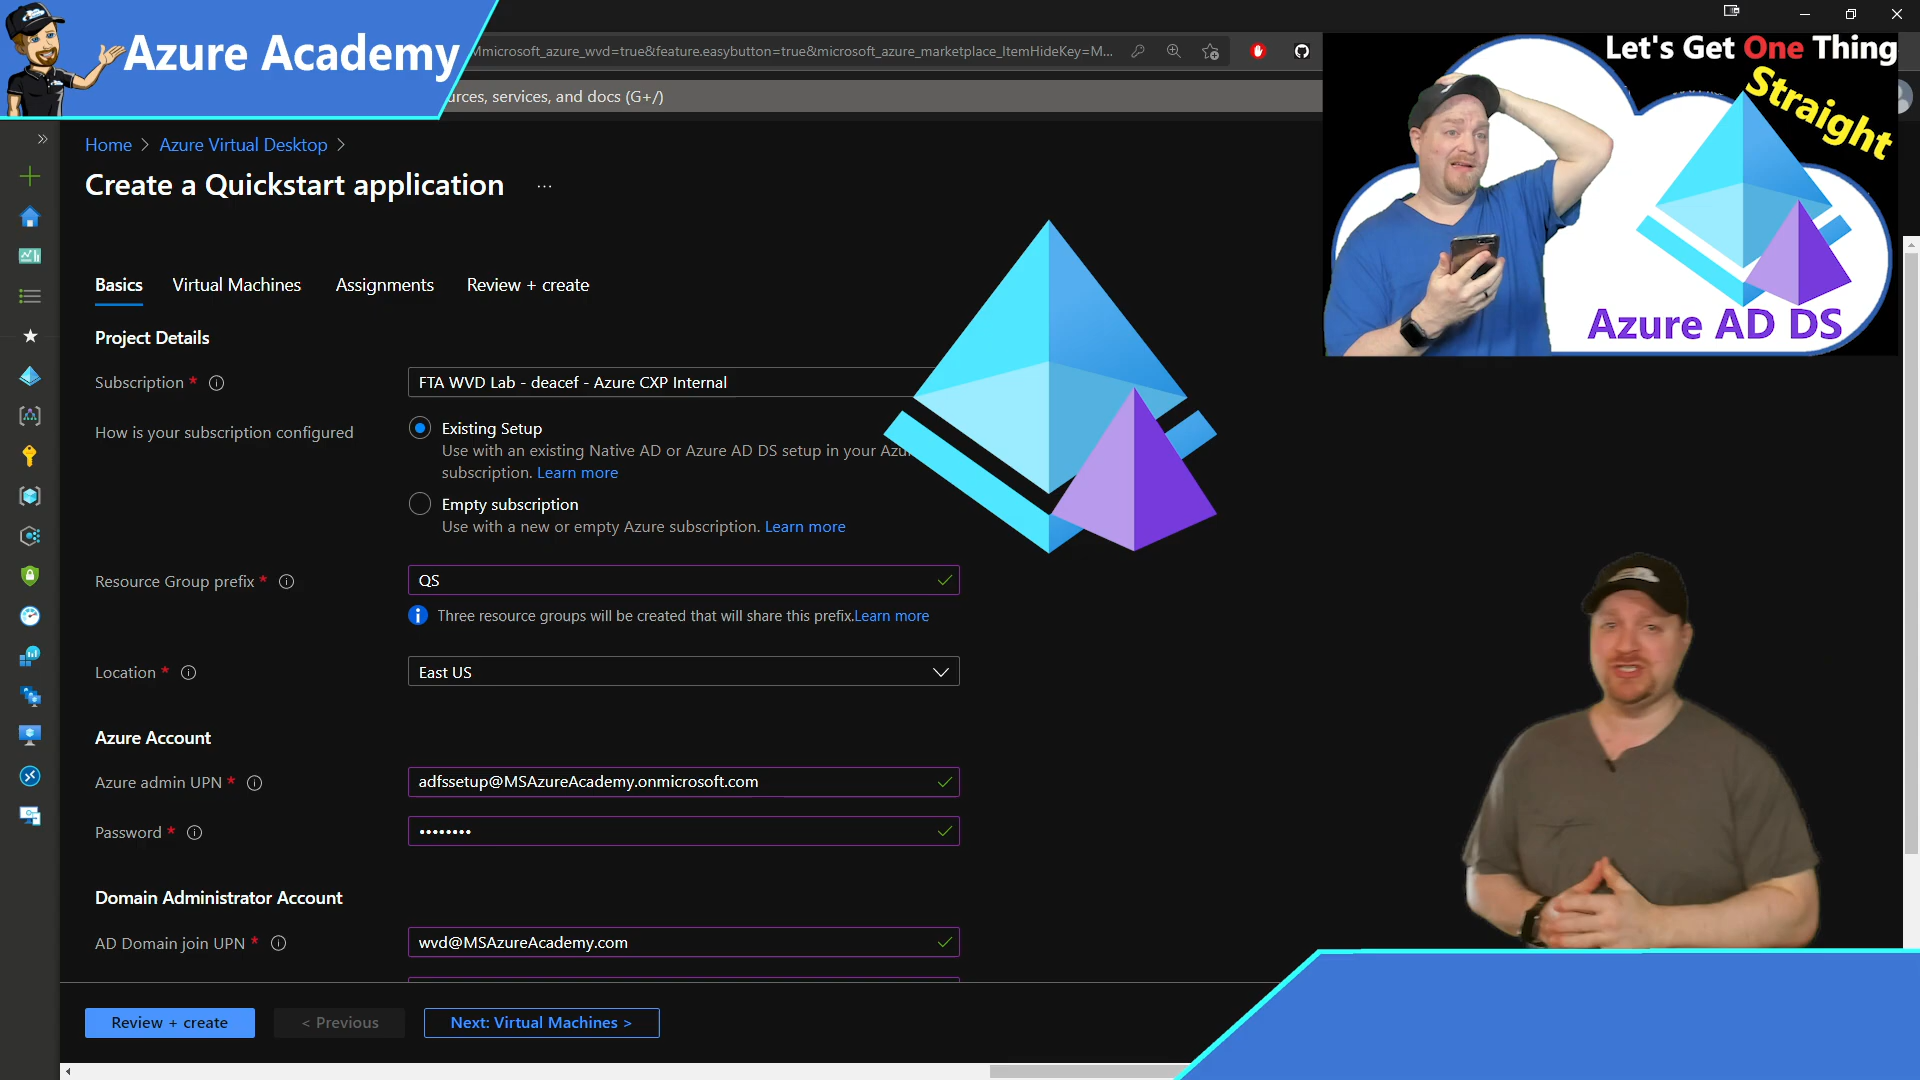 Azure Academy
Mmicrosoft_azure_wvd=true&feature.easybutton=true&microsoft_azure_marketplace_ItemHideKey=M...
urces, services, and docs (G+/)
Let's Get One Thing
Straight
Azure AD DS
Home > Azure Virtual Desktop >
Create a Quickstart application ...
Basics Virtual Machines Assignments Review + create
Project Details
Subscription *
FTA WVD Lab - deacef - Azure CXP Internal
How is your subscription configured
Existing Setup
Use with an existing Native AD or Azure AD DS setup in your Azu
subscription. Learn more
Empty subscription
Use with a new or empty Azure subscription. Learn more
Resource Group prefix *
QS
Three resource groups will be created that will share this prefix.Learn more
Location *
East US
Azure Account
Azure admin UPN *
adfssetup@MSAzureAcademy.onmicrosoft.com
Password *
••••••••
Domain Administrator Account
AD Domain join UPN *
wvd@MSAzureAcademy.com
Review + create
< Previous
Next: Virtual Machines >